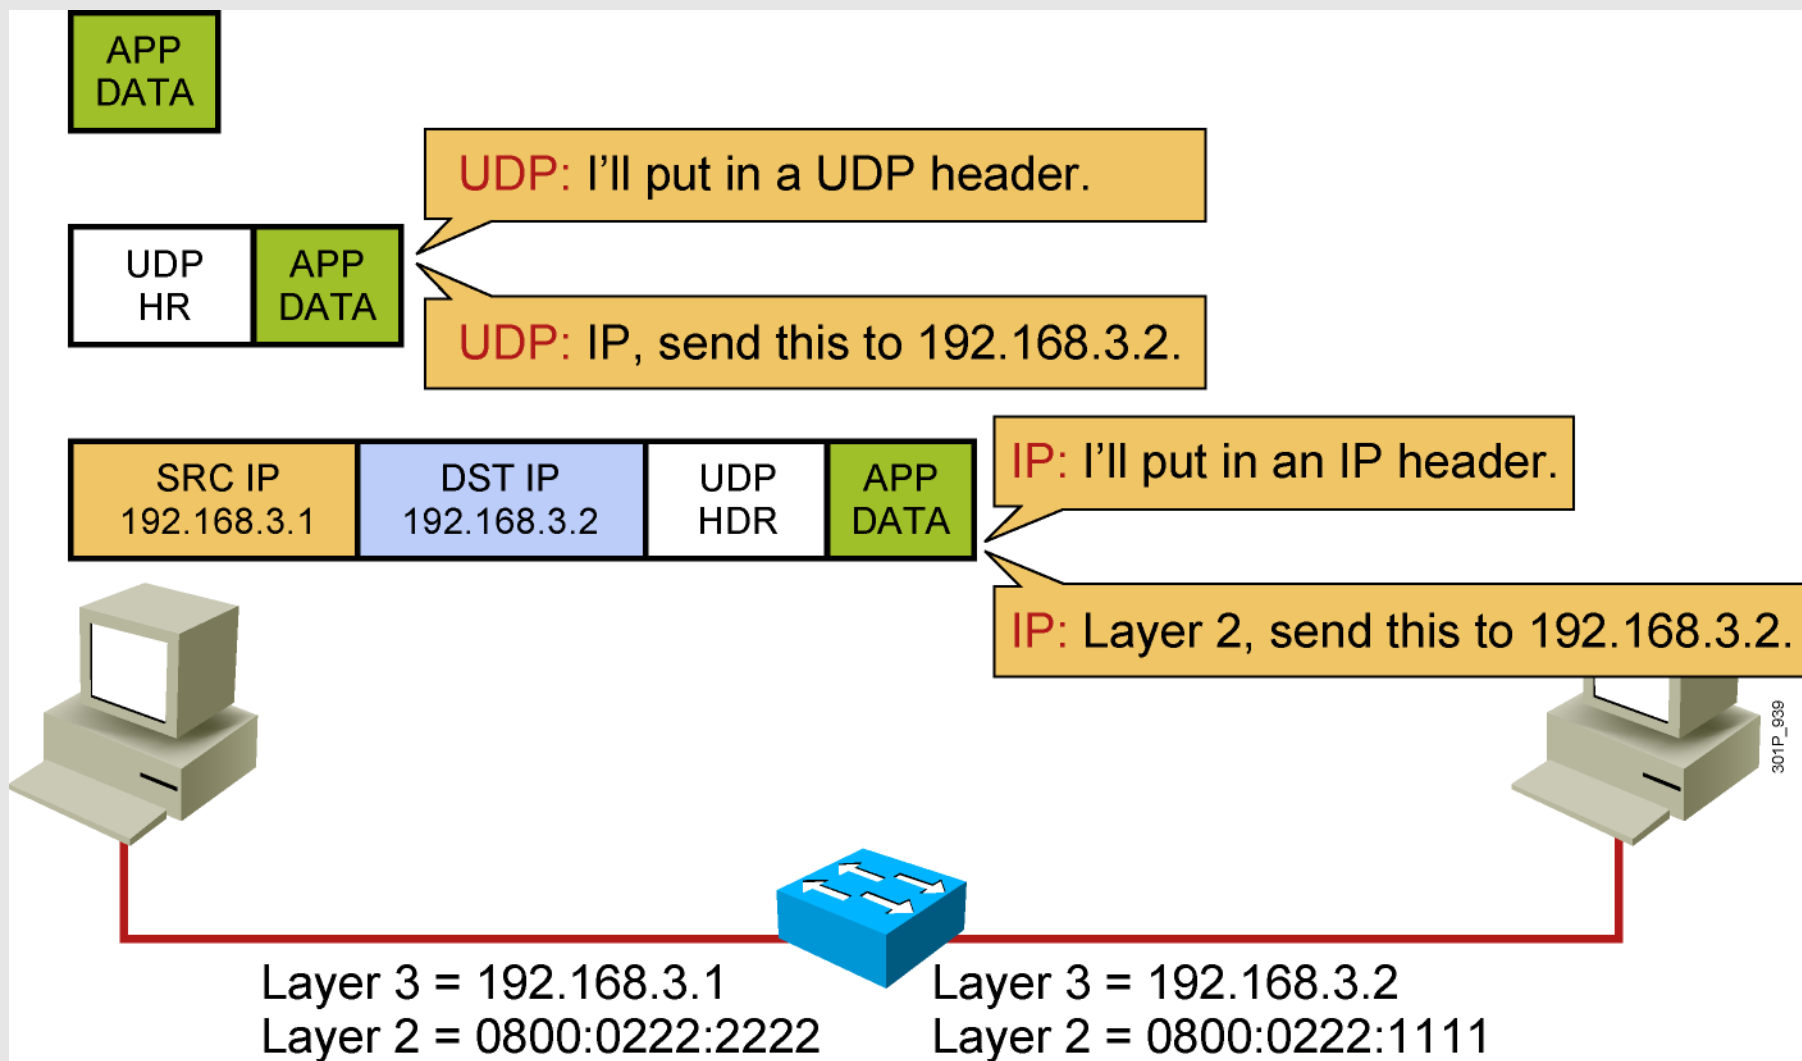 APP
DATA
UDP: I'll put in a UDP header.
UDP
HR
APP
DATA
UDP: IP, send this to 192.168.3.2.
SRC IP
192.168.3.1
DST IP
192.168.3.2
UDP
HDR
APP
DATA
IP: I'll put in an IP header.
IP: Layer 2, send this to 192.168.3.2.
301P_939
Layer 3 = 192.168.3.1
Layer 2 = 0800:0222:2222
Layer 3 = 192.168.3.2
Layer 2 = 0800:0222:1111